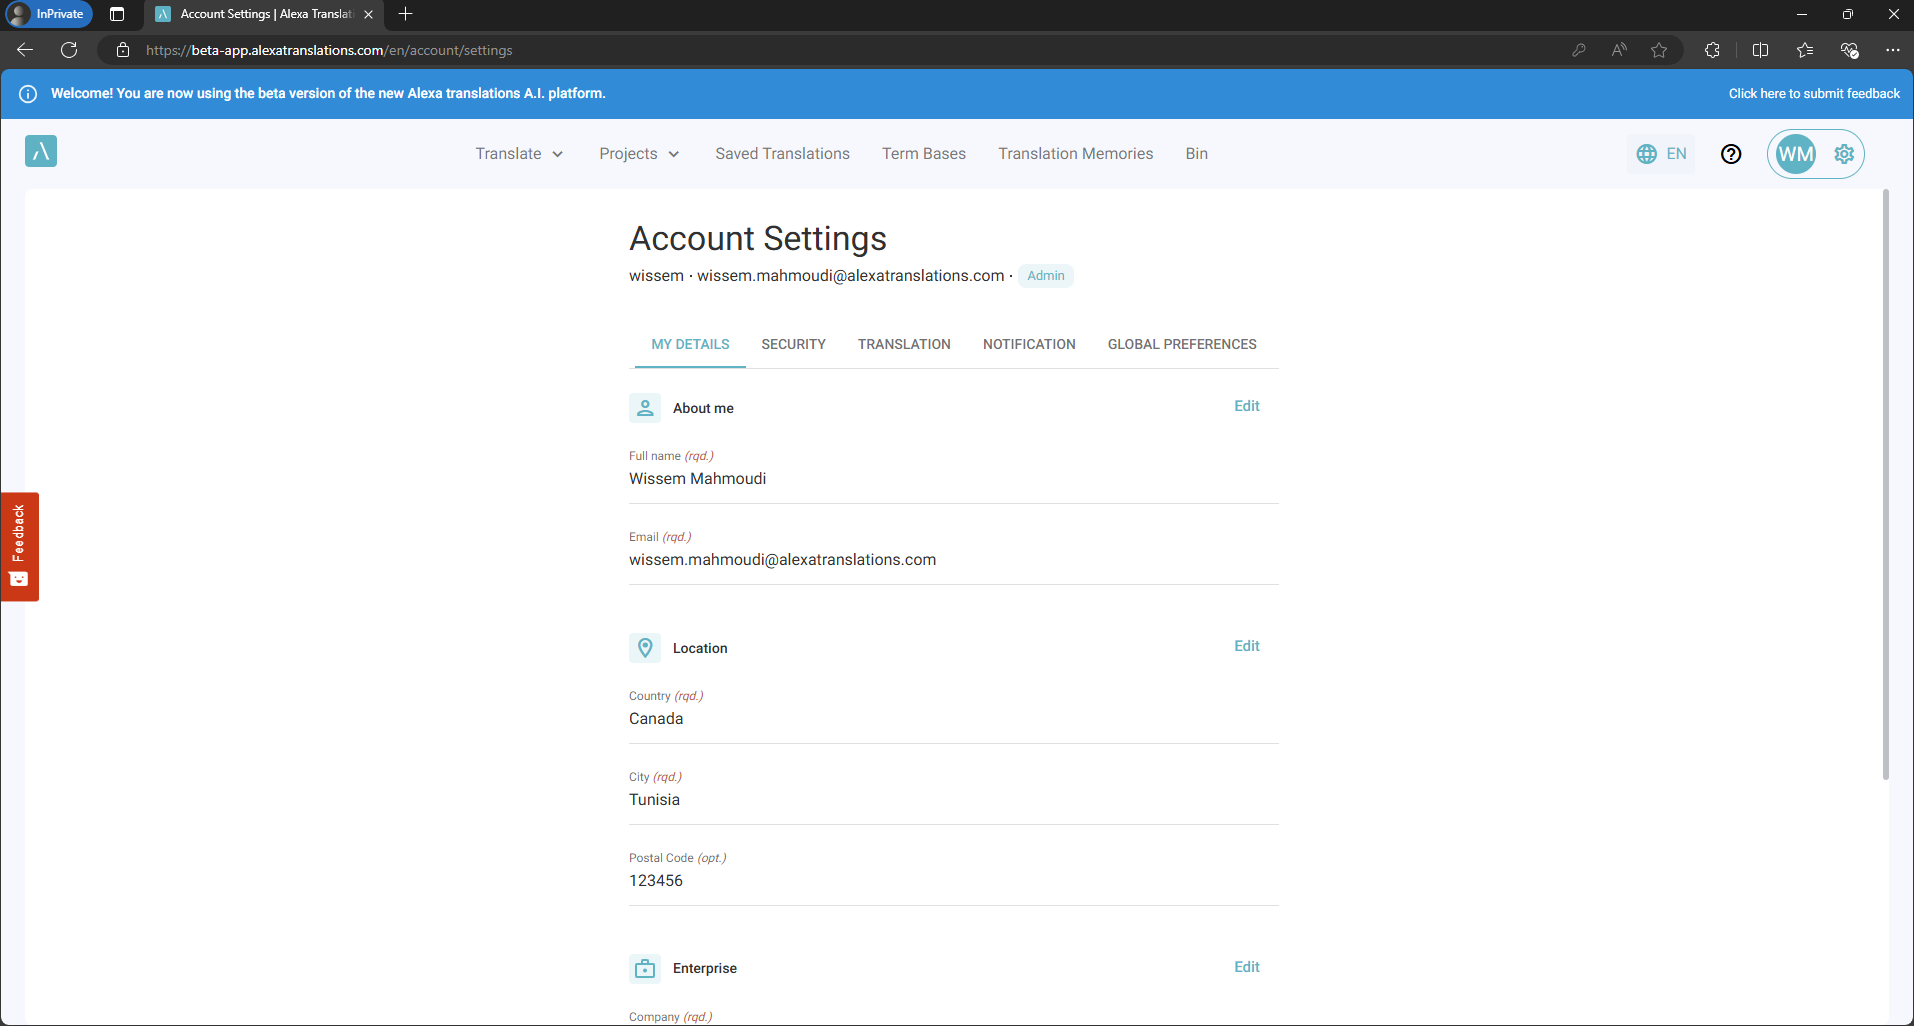 InPrivate
Account Settings | Alexa Translati
https://beta-app.alexatranslations.com/en/account/settings
Welcome! You are now using the beta version of the new Alexa translations A.I. platform.
Click here to submit feedback
Translate
Projects
Saved Translations
Term Bases
Translation Memories
Bin
EN
WM
Account Settings
wissem · wissem.mahmoudi@alexatranslations.com · Admin
MY DETAILS
SECURITY
TRANSLATION
NOTIFICATION
GLOBAL PREFERENCES
About me
Edit
Full name (rqd.)
Wissem Mahmoudi
Feedback
Email (rqd.)
wissem.mahmoudi@alexatranslations.com
Location
Edit
Country (rqd.)
Canada
City (rqd.)
Tunisia
Postal Code (opt.)
123456
Enterprise
Edit
Company (rqd.)